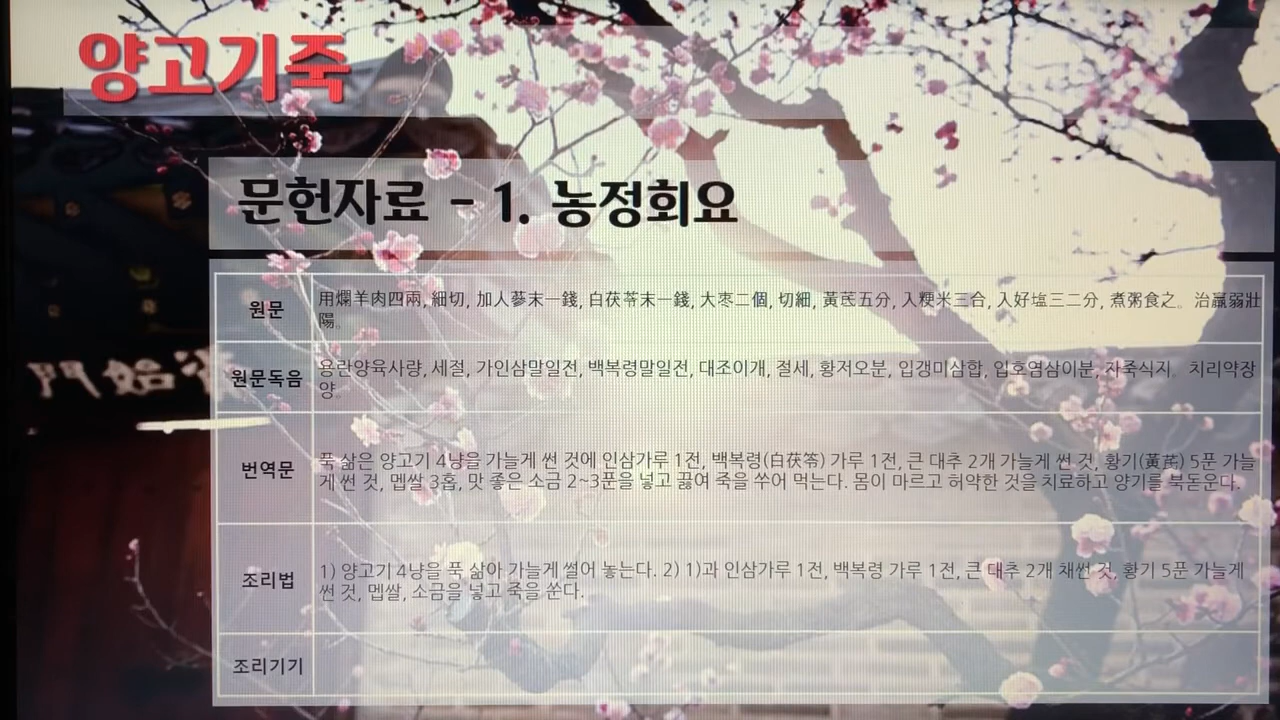 양고기죽
문헌자료 - 1. 농정회요
원문
用爛羊肉四兩, 細切, 加人蔘末一錢, 白茯苓末一錢, 大枣二個, 切細, 黃芪五分, 入粳米三合, 入好塩三二分, 煮粥食之。治羸弱壯
陽。
원문독음
용란양육사량, 세절, 가인삼말일전, 백복령말일전, 대조이개, 절세, 황저오분, 입갱미삼합, 입호염삼이분, 자죽식지。치리약장
양。
번역문
푹 삶은 양고기 4냥을 가늘게 썬 것에 인삼가루 1전, 백복령(白茯笭) 가루 1전, 큰 대추 2개 가늘게 썬 것, 황기(黃芪) 5푼 가늘
게 썬 것, 멥쌀 3홉, 맛 좋은 소금 2~3푼을 넣고 끓여 죽을 쑤어 먹는다. 몸이 마르고 허약한 것을 치료하고 양기를 북돋운다.
조리법
1) 양고기 4냥을 푹 삶아 가늘게 썰어 놓는다. 2) 1)과 인삼가루 1전, 백복령 가루 1전, 큰 대추 2개 채썬 것, 황기 5푼 가늘게
썬 것, 멥쌀, 소금을 넣고 죽을 쑨다.
조리기기
門始